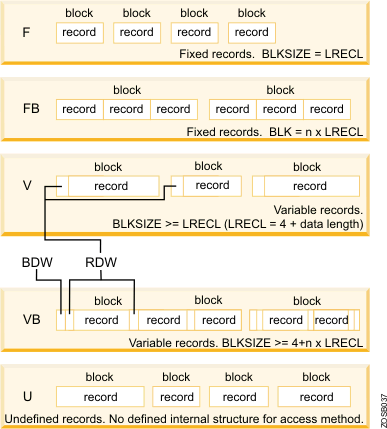 block block block block
F record record record record
Fixed records. BLKSIZE = LRECL
block block
FB record record record record record record
Fixed records. BLK = n x LRECL
block block block
V record record record
Variable records.
BLKSIZE >= LRECL (LRECL = 4 + data length)
BDW RDW
block block block
VB record record record record record
Variable records. BLKSIZE >= 4+n x LRECL
block block block block
U record record record record
Undefined records. No defined internal structure for access method.
ZOSB037